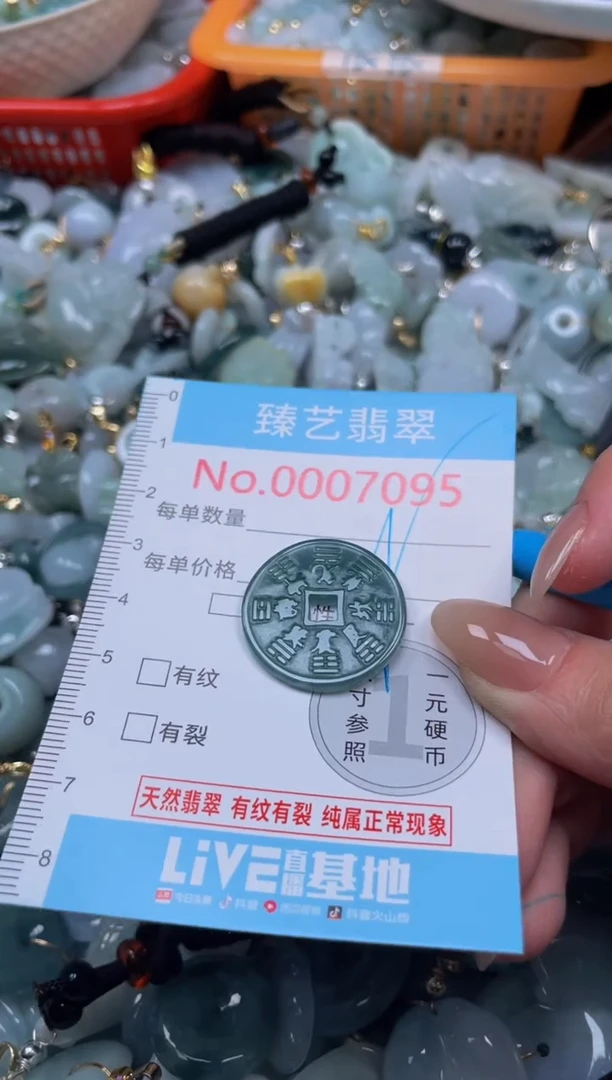 0
臻艺翡翠
1
No.0007095
2
每单数量
3
每单价格
4
性
5
有纹
一元硬币
寸参照
1
6
有裂
7
天然翡翠 有纹有裂 纯属正常现象
8
LiVE直播基地
今日头条 抖音 西瓜视频 抖音火山版